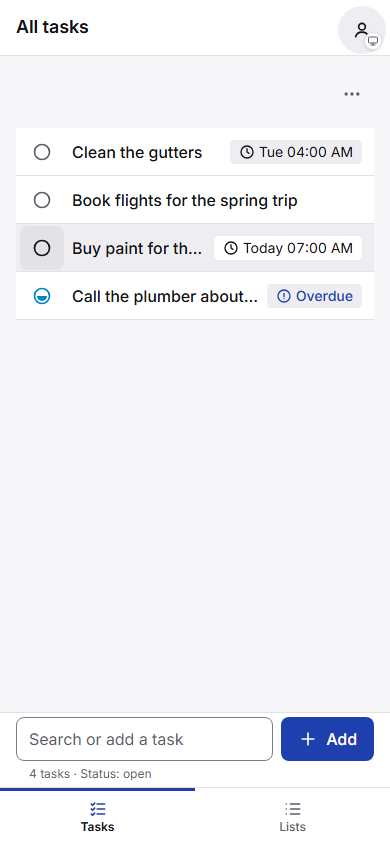 All tasks
Clean the gutters Tue 04:00 AM
Book flights for the spring trip
Buy paint for th... Today 07:00 AM
Call the plumber about... Overdue
Search or add a task + Add
4 tasks · Status: open
Tasks Lists